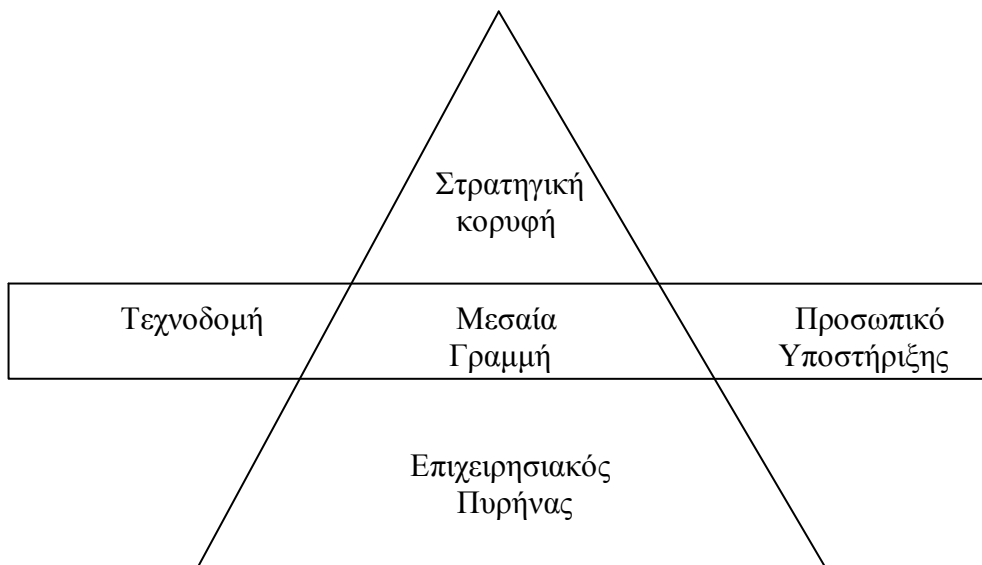 Στρατηγική
κορυφή
Τεχνοδομή
Μεσαία
Γραμμή
Προσωπικό
Υποστήριξης
Επιχειρησιακός
Πυρήνας